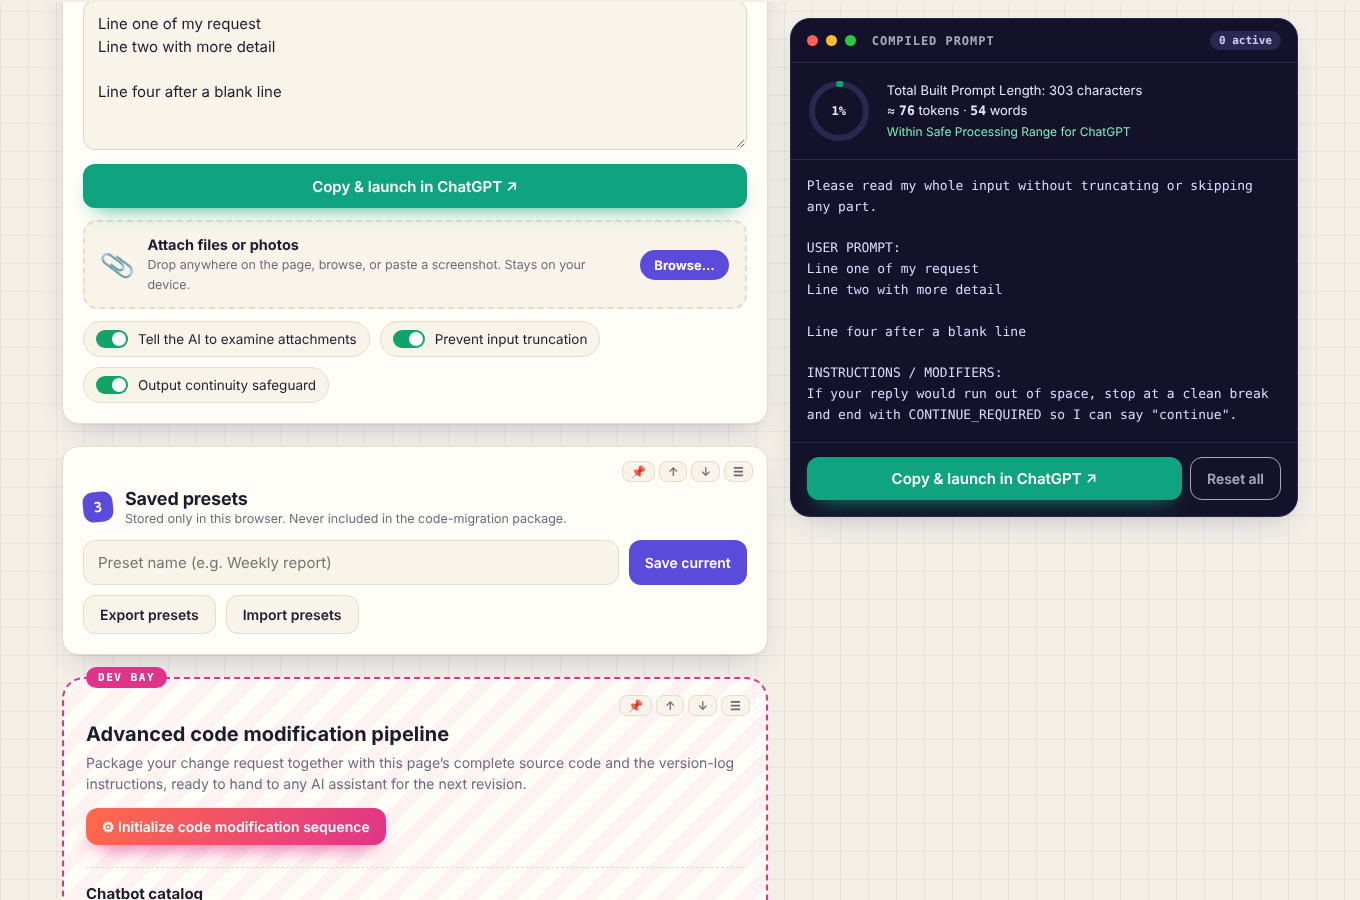 Line one of my request
Line two with more detail
Line four after a blank line
Copy & launch in ChatGPT ↗
Attach files or photos
Drop anywhere on the page, browse, or paste a screenshot. Stays on your
device.
Browse…
Tell the AI to examine attachments
Prevent input truncation
Output continuity safeguard
3
Saved presets
Stored only in this browser. Never included in the code-migration package.
Preset name (e.g. Weekly report)
Save current
Export presets
Import presets
DEV BAY
Advanced code modification pipeline
Package your change request together with this page’s complete source code and the version-log
instructions, ready to hand to any AI assistant for the next revision.
⚙ Initialize code modification sequence
Chatbot catalog
COMPILED PROMPT
0 active
1%
Total Built Prompt Length: 303 characters
≈ 76 tokens · 54 words
Within Safe Processing Range for ChatGPT
Please read my whole input without truncating or skipping
any part.
USER PROMPT:
Line one of my request
Line two with more detail
Line four after a blank line
INSTRUCTIONS / MODIFIERS:
If your reply would run out of space, stop at a clean break
and end with CONTINUE_REQUIRED so I can say "continue".
Copy & launch in ChatGPT ↗
Reset all